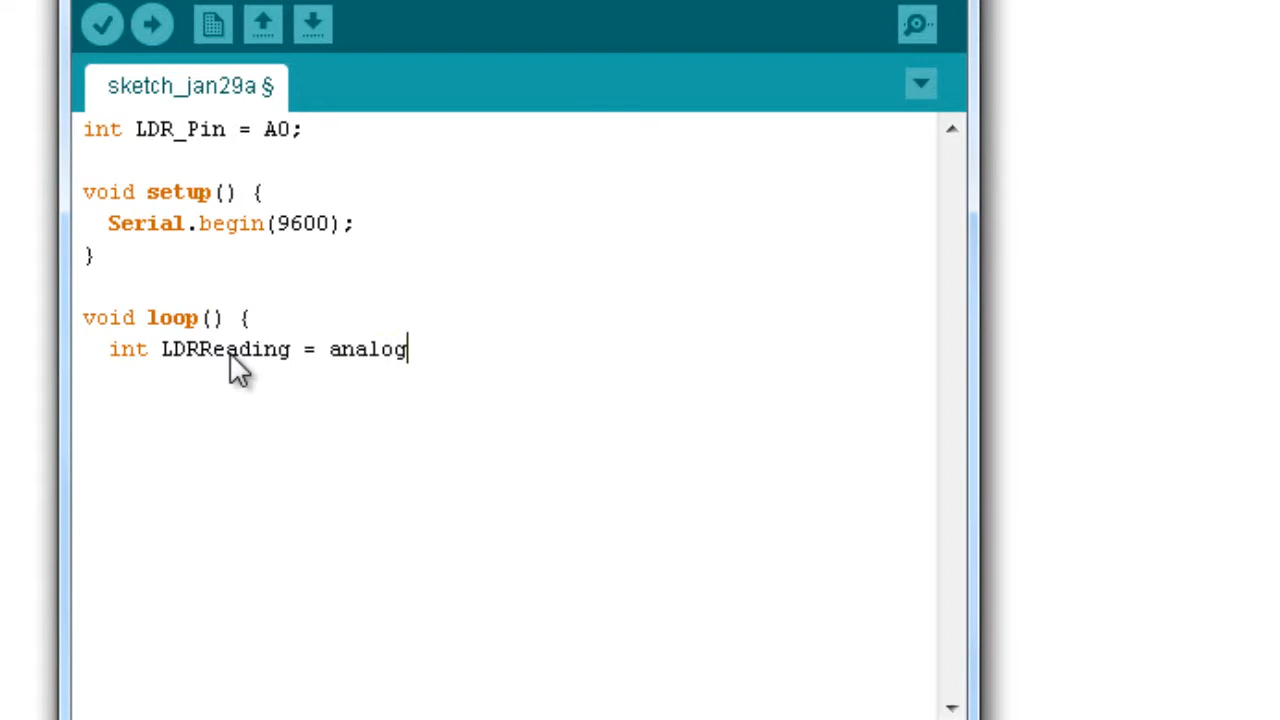 sketch_jan29a §
int LDR_Pin = A0;
void setup() {
Serial.begin(9600);
}
void loop() {
int LDRReading = analog